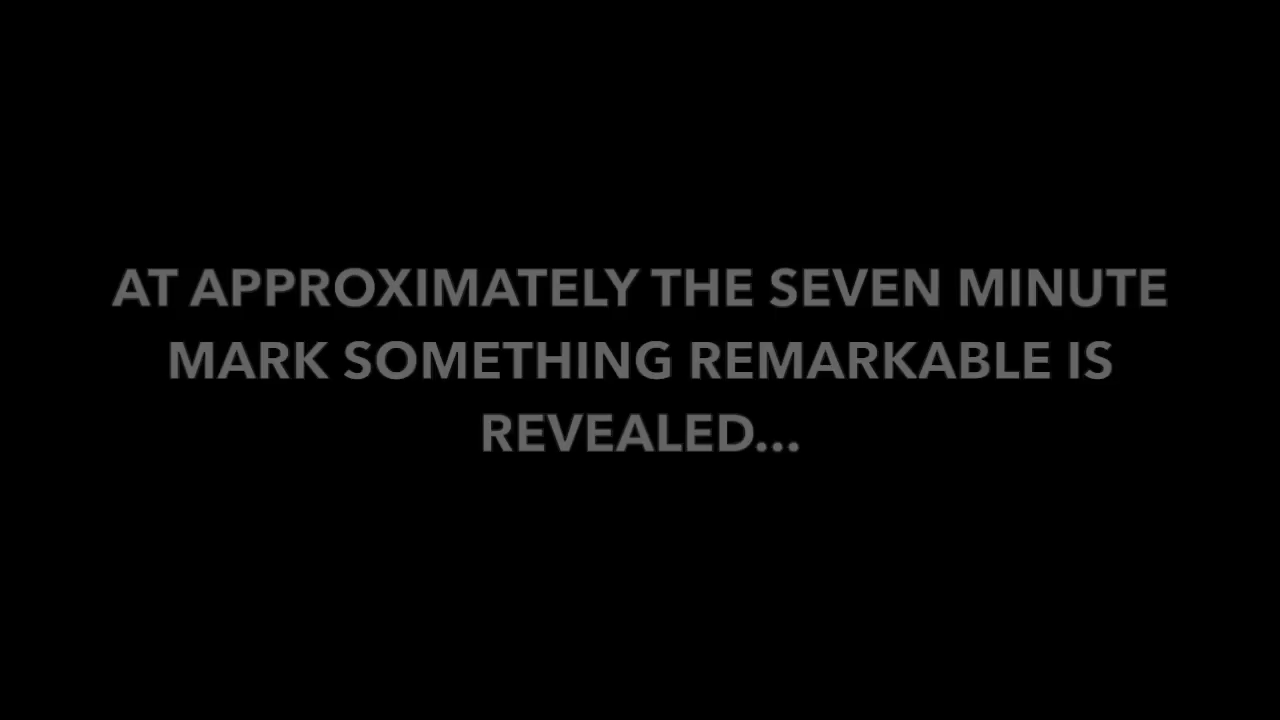 AT APPROXIMATELY THE SEVEN MINUTE
MARK SOMETHING REMARKABLE IS
REVEALED...